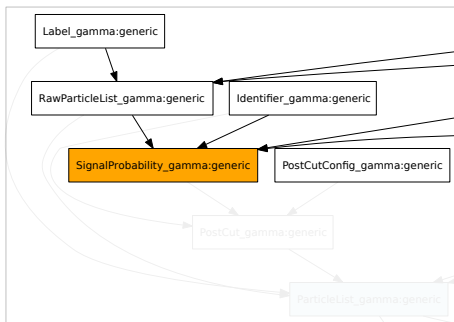 Label_gamma:generic
RawParticleList_gamma:generic
Identifier_gamma:generic
SignalProbability_gamma:generic
PostCutConfig_gamma:generic
PostCut_gamma:generic
ParticleList_gamma:generic